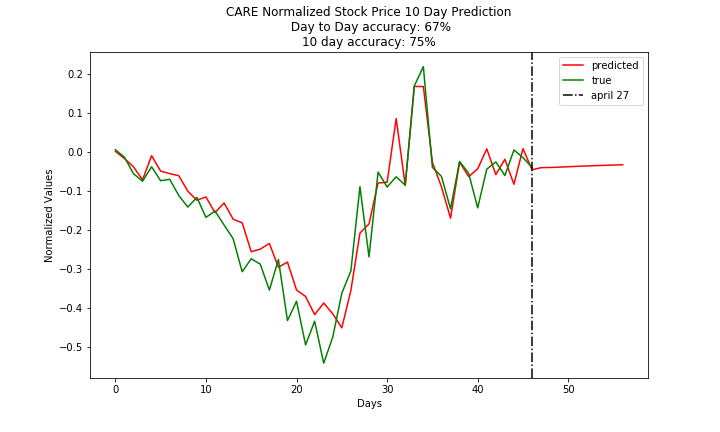 CARE Normalized Stock Price 10 Day Prediction
Day to Day accuracy: 67%
10 day accuracy: 75%
predicted
true
april 27
Normalized Values
0.2
0.1
0.0
−0.1
−0.2
−0.3
−0.4
−0.5
0
10
20
30
40
50
Days